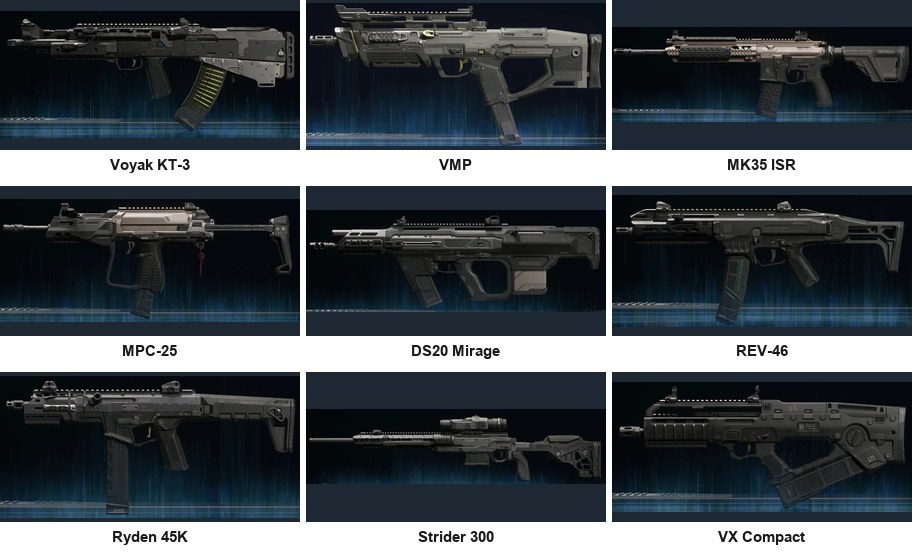 Voyak KT-3
VMP
MK35 ISR
MPC-25
DS20 Mirage
REV-46
Ryden 45K
Strider 300
VX Compact